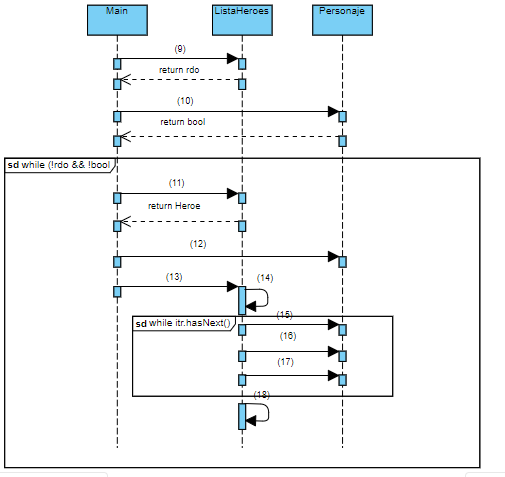 Main ListaHeroes Personaje
(9)
return rdo
(10)
return bool
sd while (!rdo && !bool
(11)
return Heroe
(12)
(13) (14)
(15)
sd while itr.hasNext()
(16)
(17)
(18)